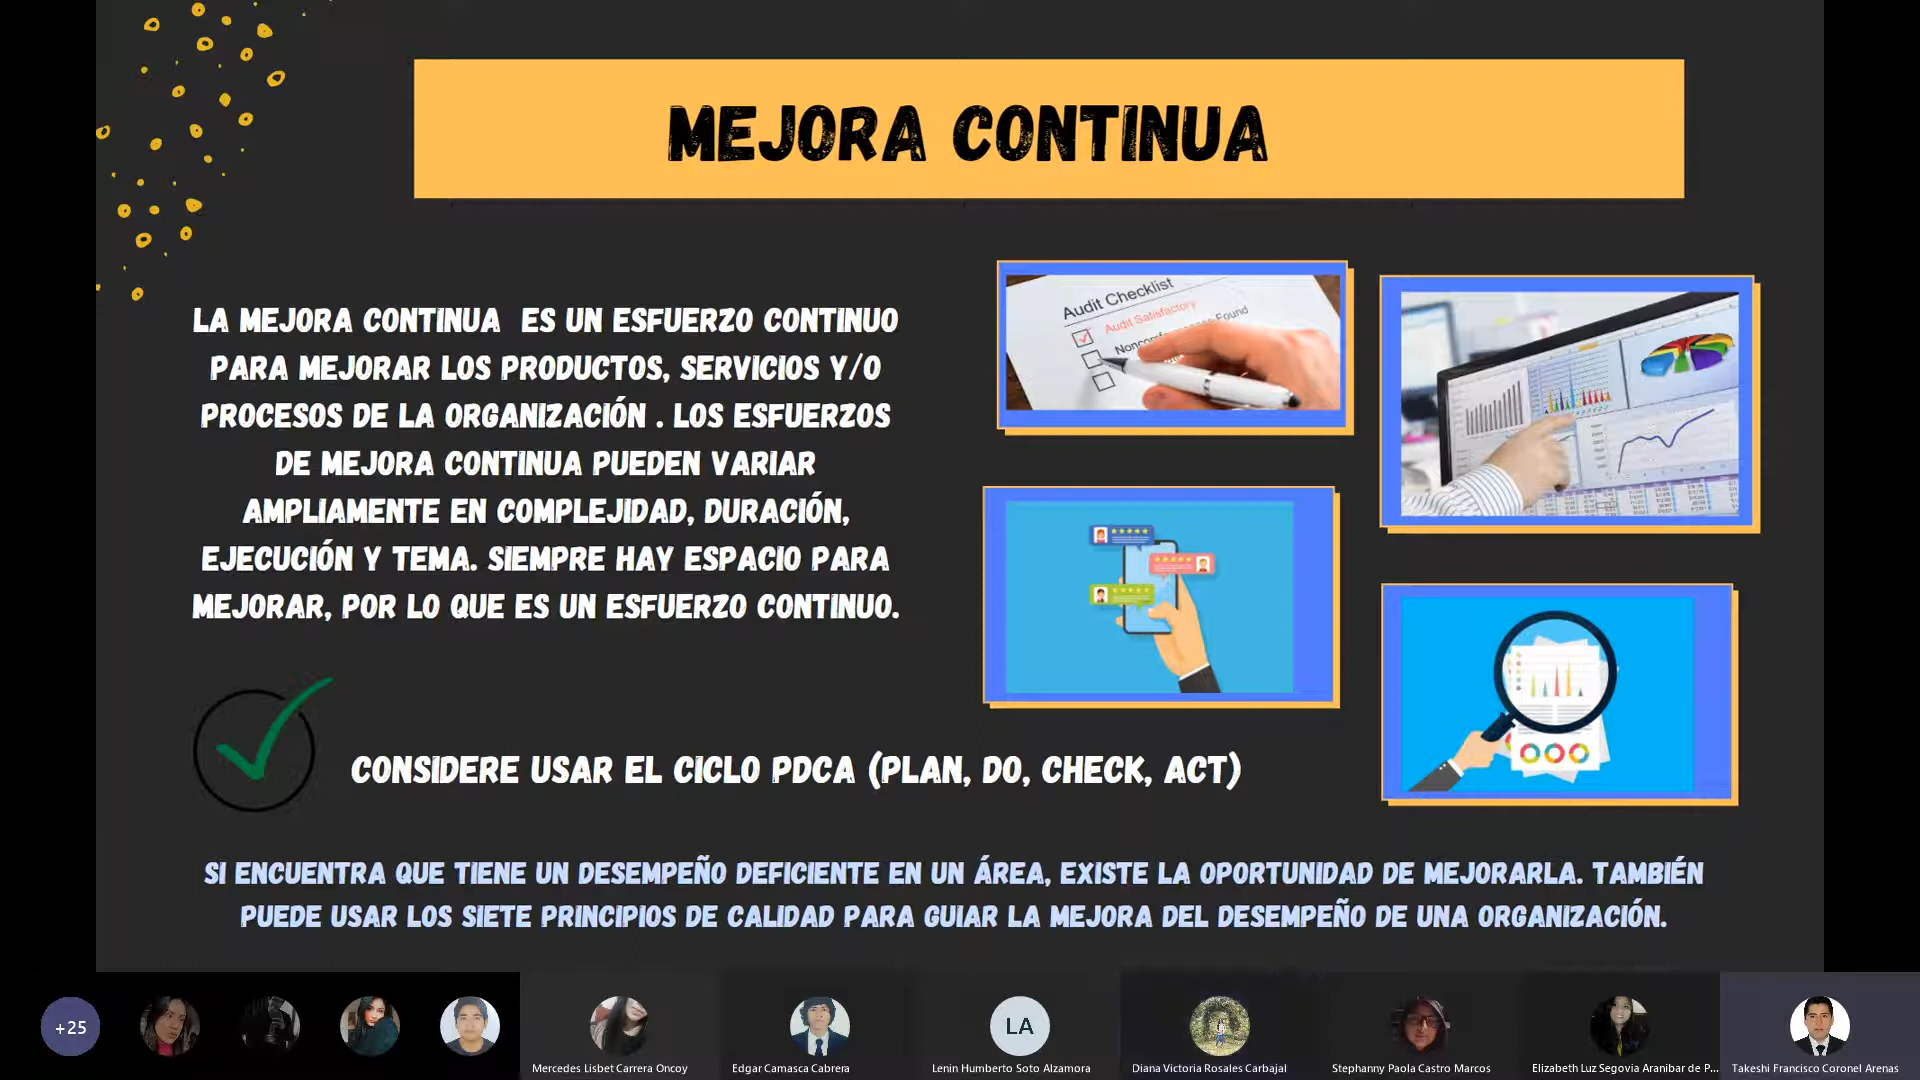 MEJORA CONTINUA
LA MEJORA CONTINUA ES UN ESFUERZO CONTINUO
PARA MEJORAR LOS PRODUCTOS, SERVICIOS Y/O
PROCESOS DE LA ORGANIZACIÓN . LOS ESFUERZOS
DE MEJORA CONTINUA PUEDEN VARIAR
AMPLIAMENTE EN COMPLEJIDAD, DURACIÓN,
EJECUCIÓN Y TEMA. SIEMPRE HAY ESPACIO PARA
MEJORAR, POR LO QUE ES UN ESFUERZO CONTINUO.
Audit Checklist
Audit Satisfactory
Found
CONSIDERE USAR EL CICLO PDCA (PLAN, DO, CHECK, ACT)
SI ENCUENTRA QUE TIENE UN DESEMPEÑO DEFICIENTE EN UN ÁREA, EXISTE LA OPORTUNIDAD DE MEJORARLA. TAMBIÉN
PUEDE USAR LOS SIETE PRINCIPIOS DE CALIDAD PARA GUIAR LA MEJORA DEL DESEMPEÑO DE UNA ORGANIZACIÓN.
+25
LA
Mercedes Lisbet Carrera Oncoy
Edgar Camasca Cabrera
Lenin Humberto Soto Alzamora
Diana Victoria Rosales Carbajal
Stephanny Paola Castro Marcos
Elizabeth Luz Segovia Aranibar de P...
Takeshi Francisco Coronel Arenas